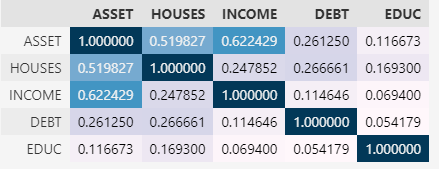 ASSET HOUSES INCOME DEBT EDUC
ASSET 1.000000 0.519827 0.622429 0.261250 0.116673
HOUSES 0.519827 1.000000 0.247852 0.266661 0.169300
INCOME 0.622429 0.247852 1.000000 0.114646 0.069400
DEBT 0.261250 0.266661 0.114646 1.000000 0.054179
EDUC 0.116673 0.169300 0.069400 0.054179 1.000000